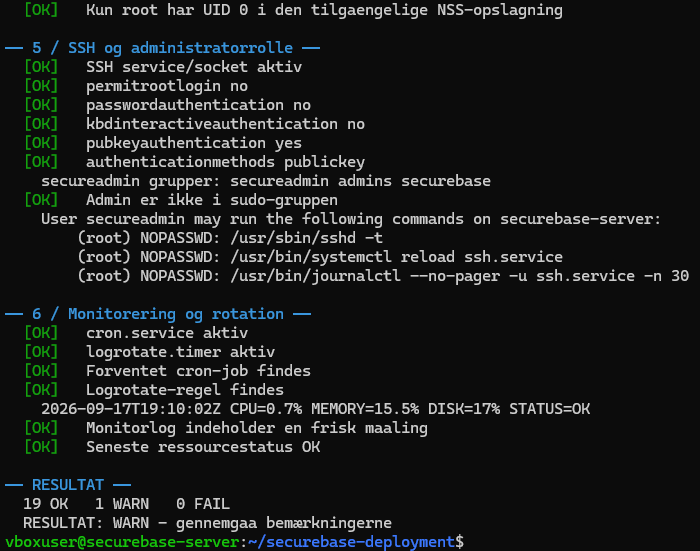 [OK]   Kun root har UID 0 i den tilgaengelige NSS-opslagning
── 5 / SSH og administratorrolle ──
[OK]   SSH service/socket aktiv
[OK]   permitrootlogin no
[OK]   passwordauthentication no
[OK]   kbdinteractiveauthentication no
[OK]   pubkeyauthentication yes
[OK]   authenticationmethods publickey
secureadmin grupper: secureadmin admins securebase
[OK]   Admin er ikke i sudo-gruppen
User secureadmin may run the following commands on securebase-server:
(root) NOPASSWD: /usr/sbin/sshd -t
(root) NOPASSWD: /usr/bin/systemctl reload ssh.service
(root) NOPASSWD: /usr/bin/journalctl --no-pager -u ssh.service -n 30
── 6 / Monitorering og rotation ──
[OK]   cron.service aktiv
[OK]   logrotate.timer aktiv
[OK]   Forventet cron-job findes
[OK]   Logrotate-regel findes
2026-09-17T19:10:02Z CPU=0.7% MEMORY=15.5% DISK=17% STATUS=OK
[OK]   Monitorlog indeholder en frisk maaling
[OK]   Seneste ressourcestatus OK
── RESULTAT ──
19 OK   1 WARN   0 FAIL
RESULTAT: WARN - gennemgaa bemærkningerne
vboxuser@securebase-server:~/securebase-deployment$